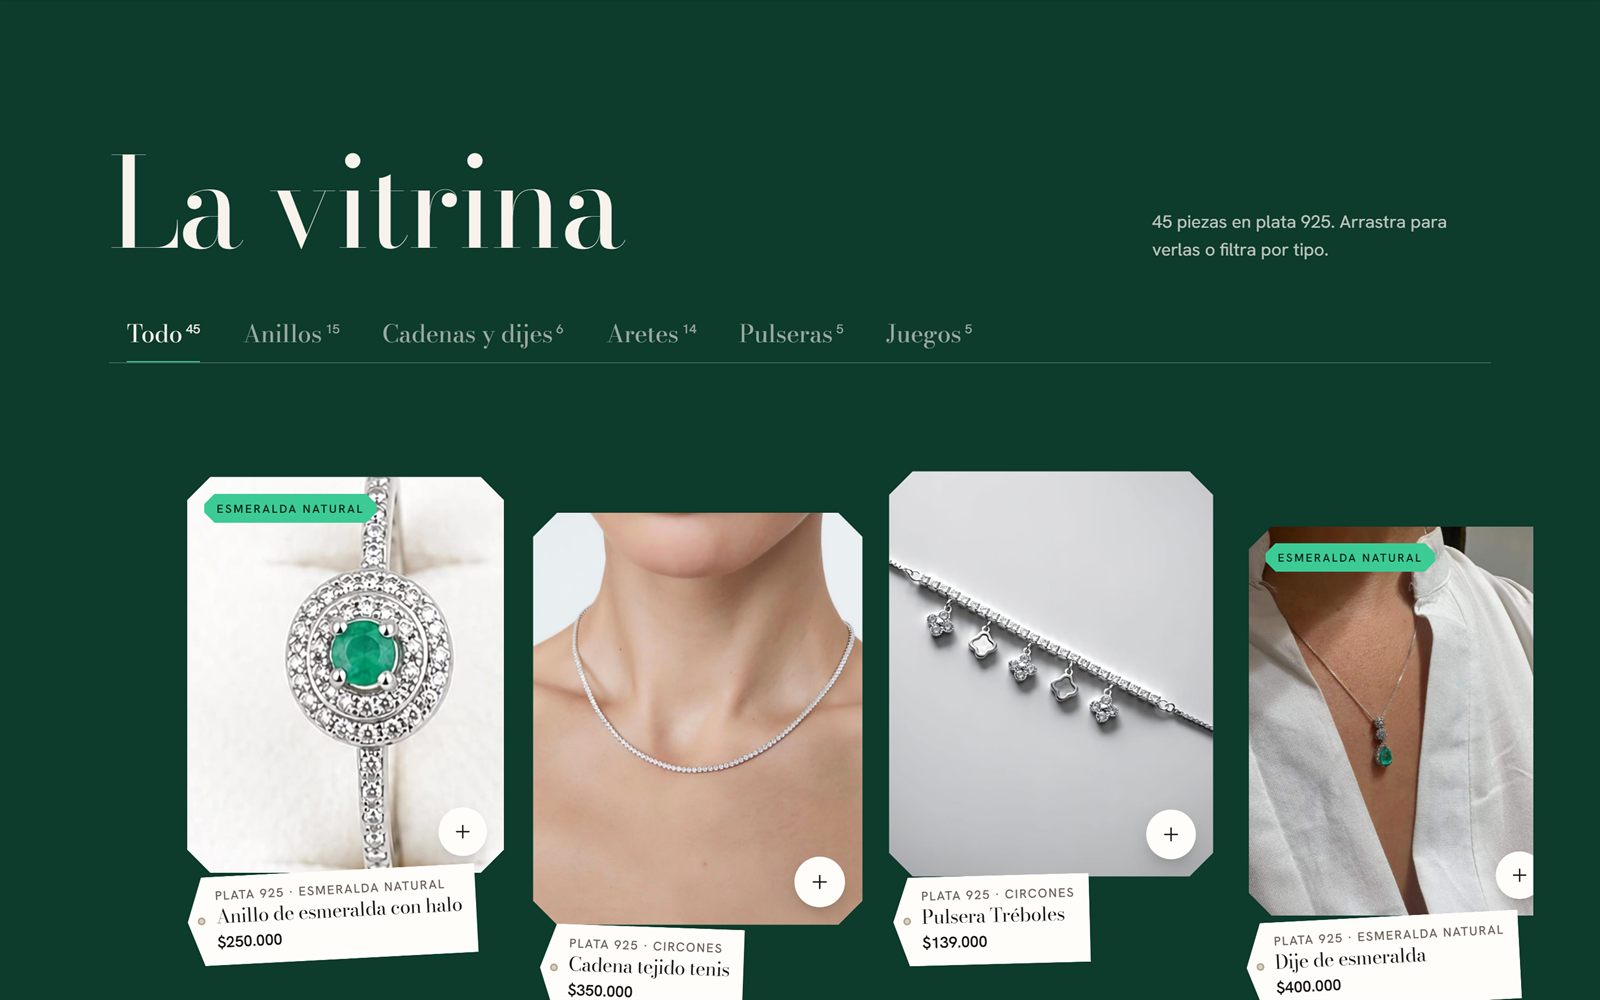 La vitrina
45 piezas en plata 925. Arrastra para
verlas o filtra por tipo.
Todo 45
Anillos 15
Cadenas y dijes 6
Aretes 14
Pulseras 5
Juegos 5
ESMERALDA NATURAL
+
PLATA 925 · ESMERALDA NATURAL
Anillo de esmeralda con halo
$250.000
+
PLATA 925 · CIRCONES
Cadena tejido tenis
$350.000
+
PLATA 925 · CIRCONES
Pulsera Tréboles
$139.000
ESMERALDA NATURAL
+
PLATA 925 · ESMERALDA NATURAL
Dije de esmeralda
$400.000